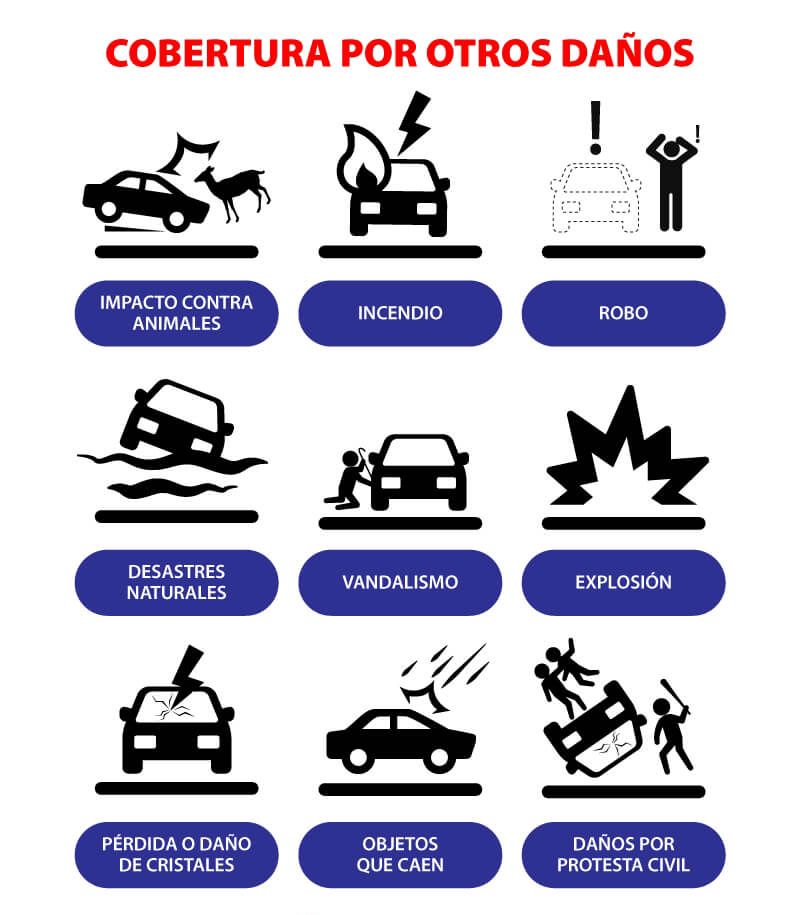 COBERTURA POR OTROS DAÑOS
!
!
IMPACTO CONTRA
ANIMALES
INCENDIO
ROBO
DESASTRES
NATURALES
VANDALISMO
EXPLOSIÓN
PÉRDIDA O DAÑO
DE CRISTALES
OBJETOS
QUE CAEN
DAÑOS POR
PROTESTA CIVIL